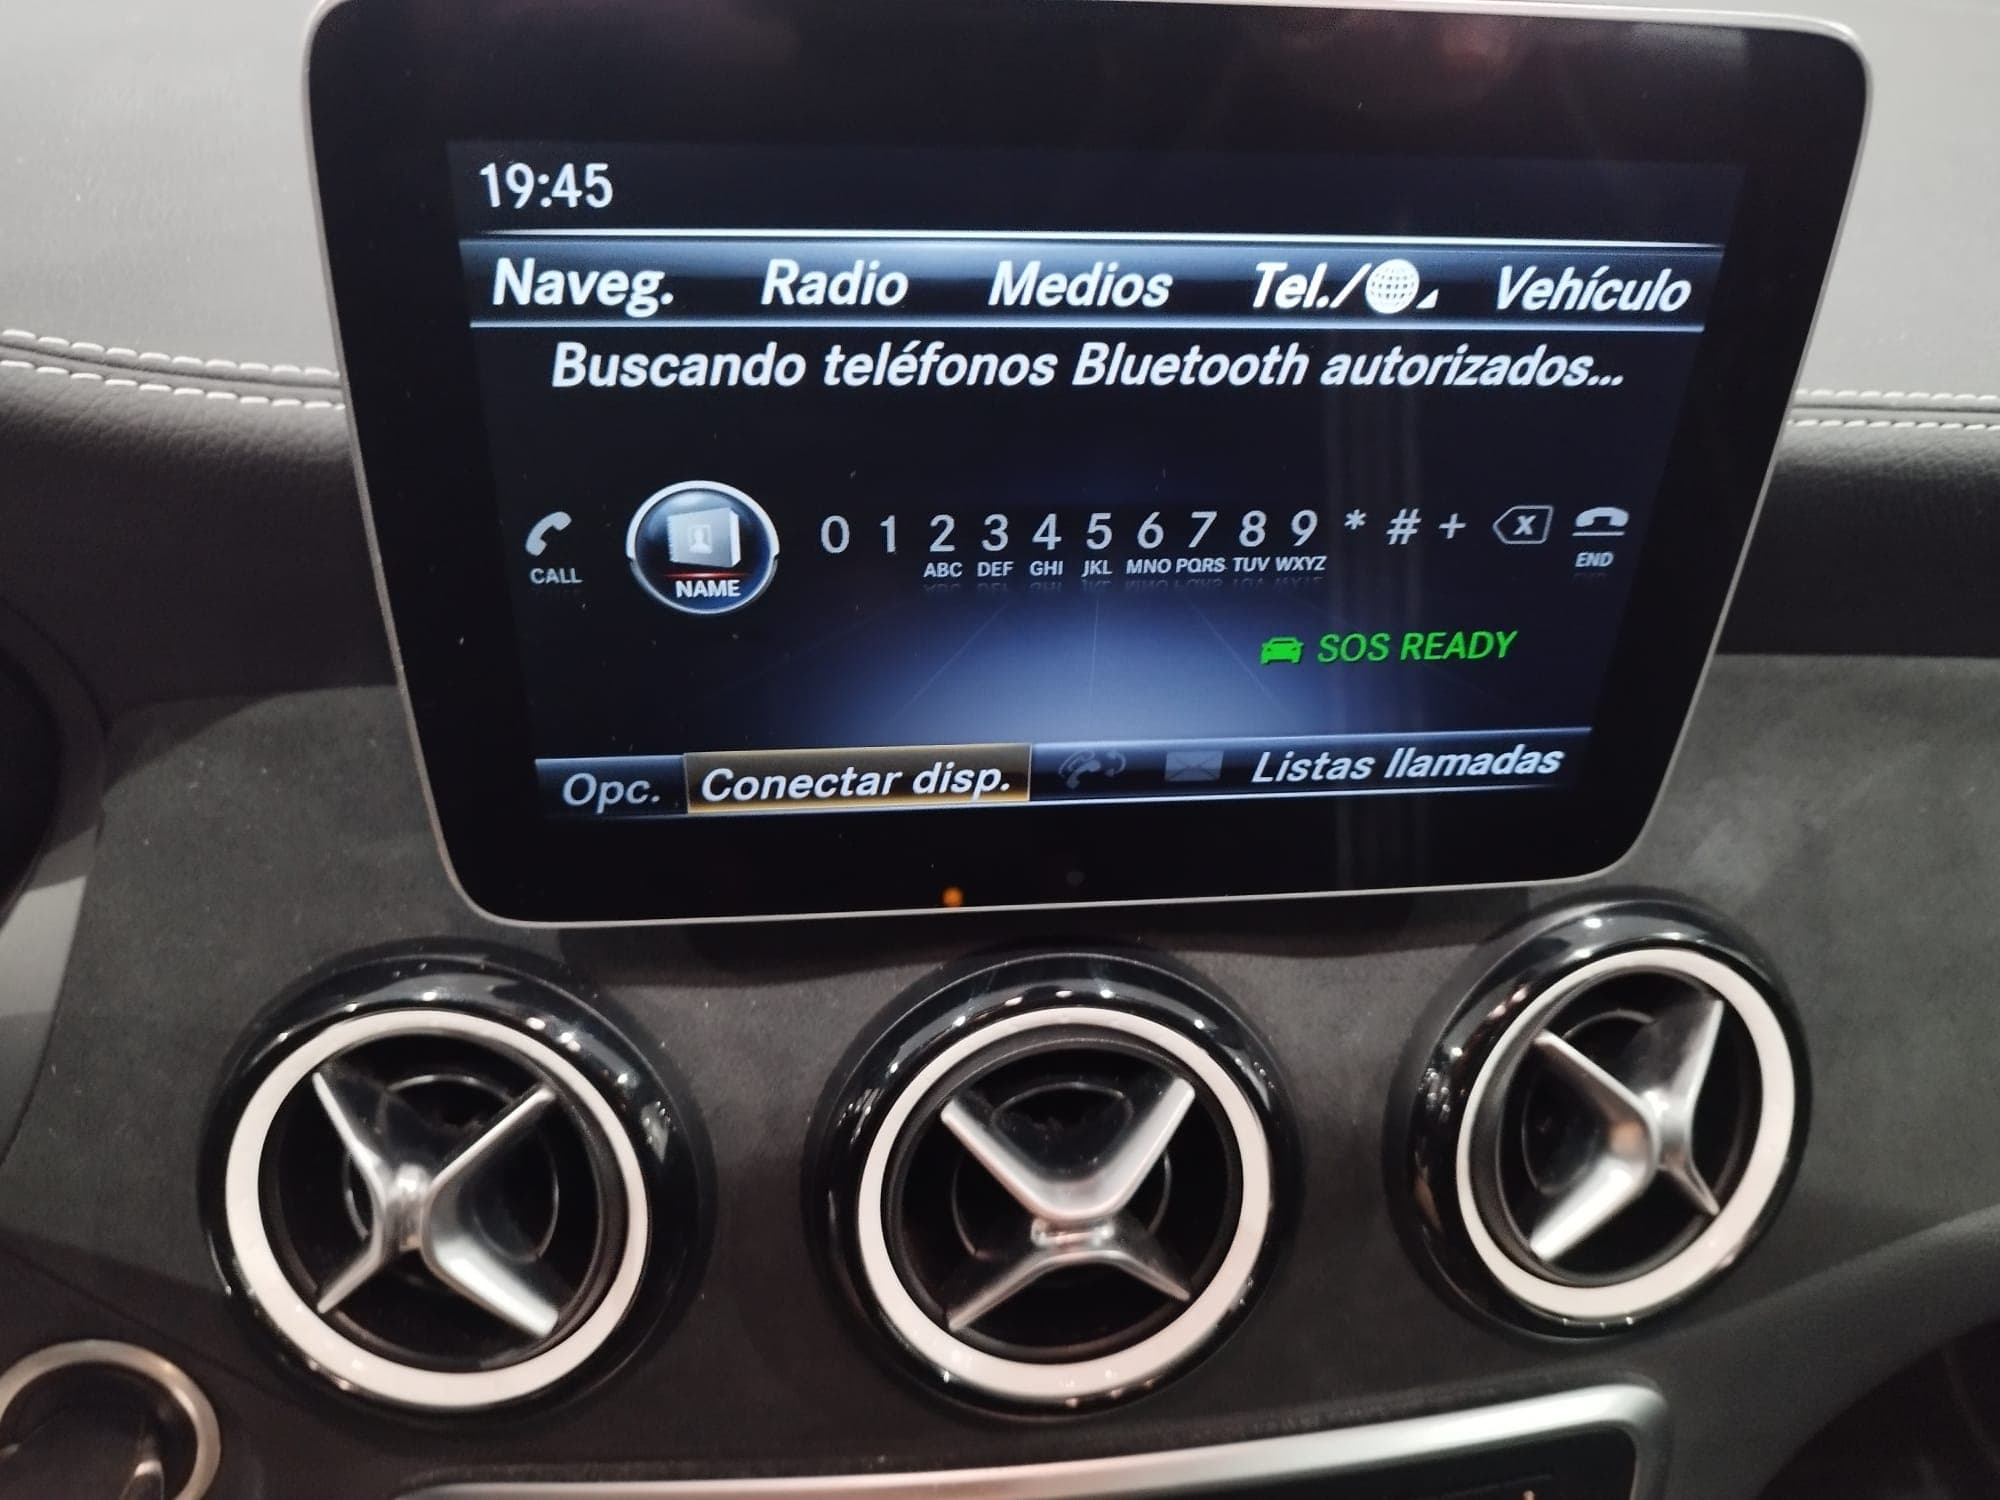 19:45
Naveg. Radio Medios Tel./ Vehículo
Buscando teléfonos Bluetooth autorizados...
0 1 2 3 4 5 6 7 8 9 * # + X
CALL NAME ABC DEF GHI JKL MNO PQRS TUV WXYZ END
SOS READY
Opc. Conectar disp. Listas llamadas